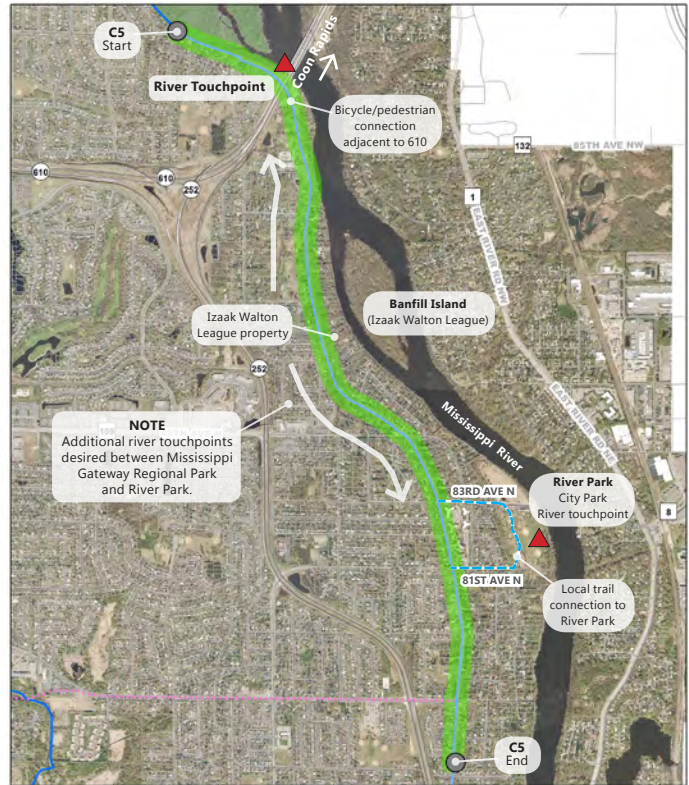 C5
Start
Coon Rapids
River Touchpoint
Bicycle/pedestrian
connection
adjacent to 610
132
85TH AVE NW
610
610
252
1
EAST RIVER RD NW
Izaak Walton
League property
Banfill Island
(Izaak Walton League)
252
EAST RIVER RD NE
NOTE
Additional river touchpoints
desired between Mississippi
Gateway Regional Park
and River Park.
109
Mississippi River
83RD AVE N
River Park
City Park
River touchpoint
8
81ST AVE N
Local trail
connection to
River Park
C5
End